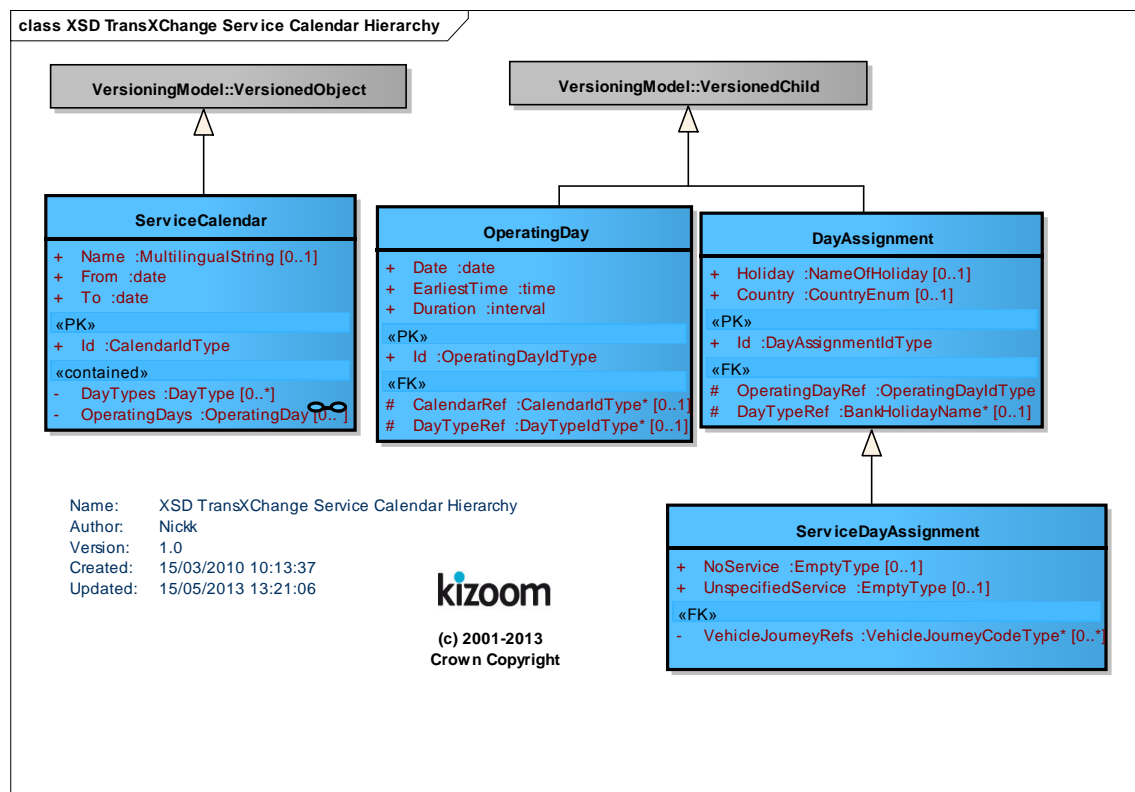 class XSD TransXChange Service Calendar Hierarchy
VersioningModel::VersionedObject
VersioningModel::VersionedChild
ServiceCalendar
+ Name :MultilingualString [0..1]
+ From :date
+ To :date
«PK»
+ Id :CalendarIdType
«contained»
- DayTypes :DayType [0..*]
- OperatingDays :OperatingDay [0..*]
OperatingDay
+ Date :date
+ EarliestTime :time
+ Duration :interval
«PK»
+ Id :OperatingDayIdType
«FK»
# CalendarRef :CalendarIdType* [0..1]
# DayTypeRef :DayTypeIdType* [0..1]
DayAssignment
+ Holiday :NameOfHoliday [0..1]
+ Country :CountryEnum [0..1]
«PK»
+ Id :DayAssignmentIdType
«FK»
# OperatingDayRef :OperatingDayIdType
# DayTypeRef :BankHolidayName* [0..1]
ServiceDayAssignment
+ NoService :EmptyType [0..1]
+ UnspecifiedService :EmptyType [0..1]
«FK»
- VehicleJourneyRefs :VehicleJourneyCodeType* [0..*]
Name: XSD TransXChange Service Calendar Hierarchy
Author: Nickk
Version: 1.0
Created: 15/03/2010 10:13:37
Updated: 15/05/2013 13:21:06
kizoom
(c) 2001-2013
Crown Copyright